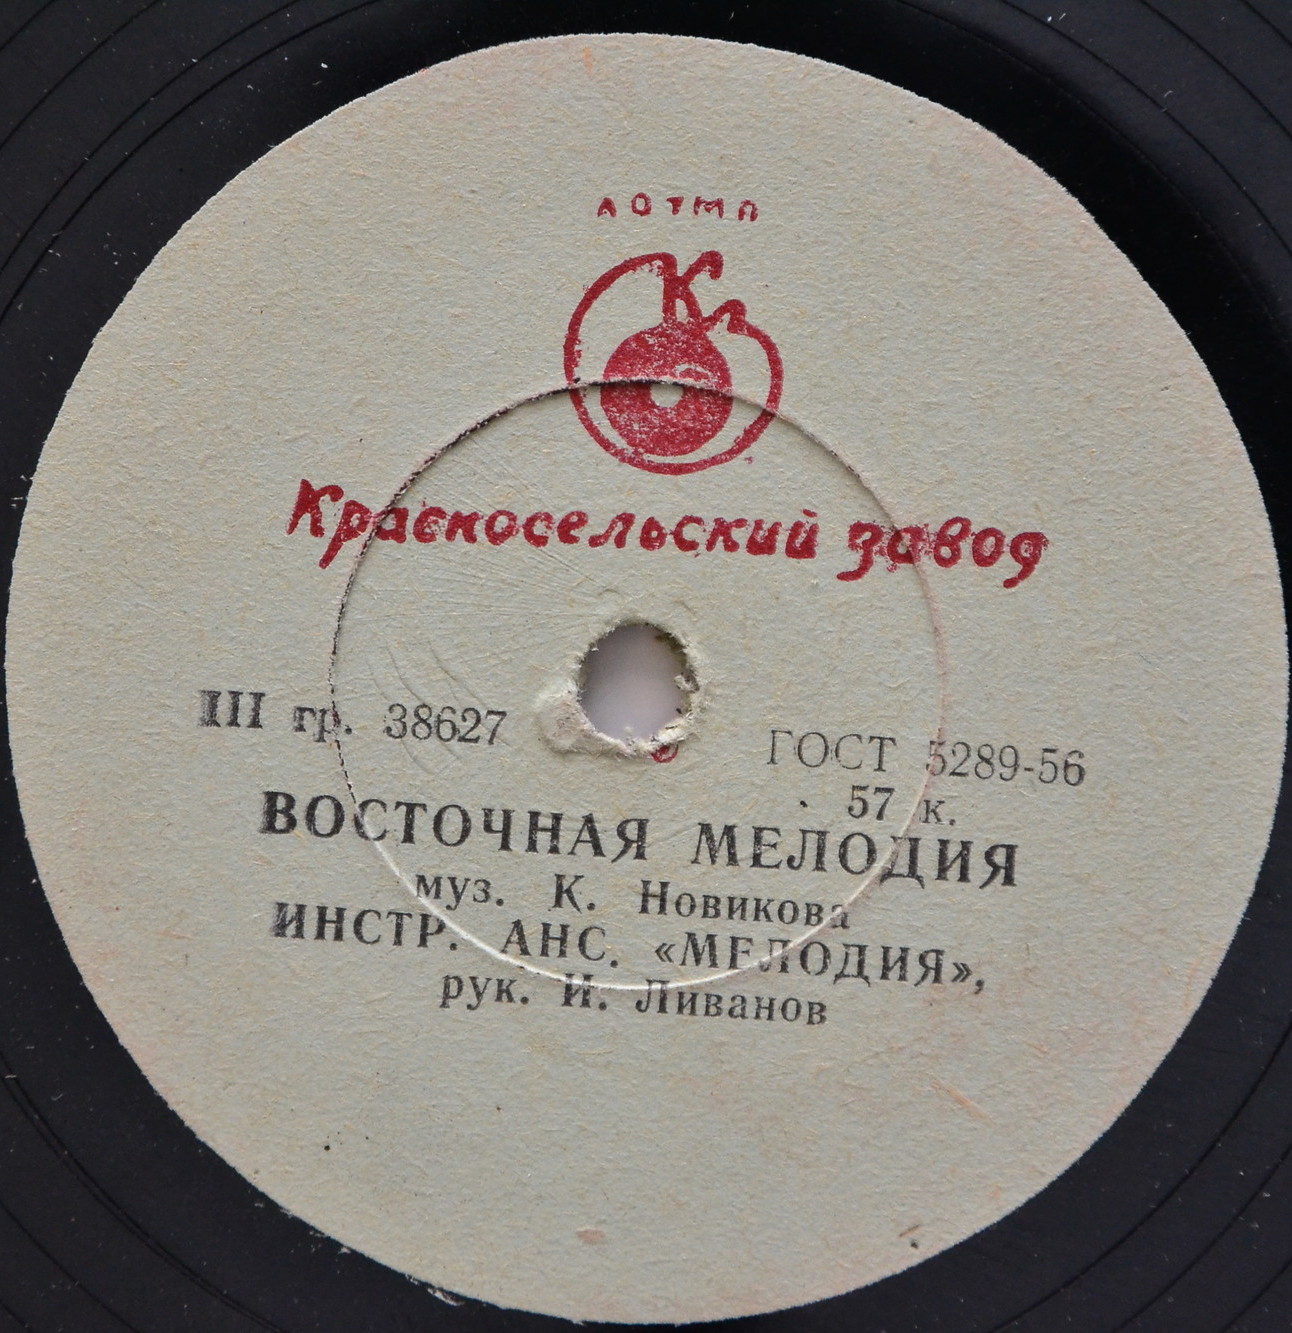 ЛОТМП
К
Красносельский завод
III гр. 38627
ГОСТ 5289-56
57 к.
ВОСТОЧНАЯ МЕЛОДИЯ
муз. К. Новикова
ИНСТР. АНС. «МЕЛОДИЯ»,
рук. И. Ливанов